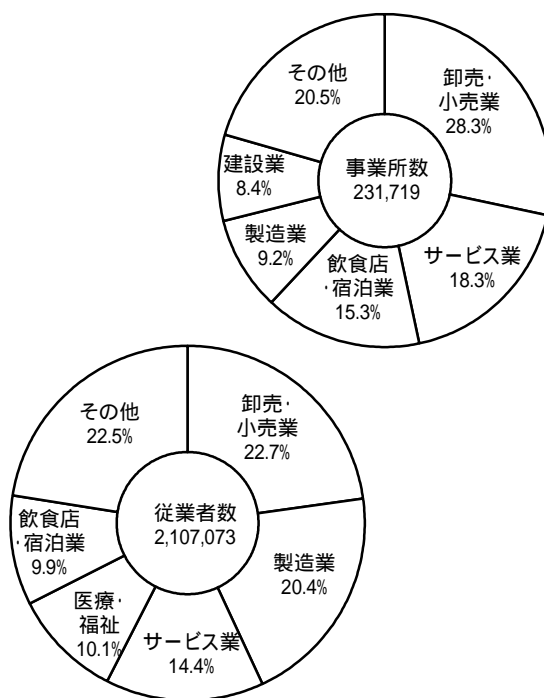 卸売・
小売業
28.3%
サービス業
18.3%
飲食店
・宿泊業
15.3%
製造業
9.2%
建設業
8.4%
その他
20.5%
事業所数
231,719
卸売・
小売業
22.7%
製造業
20.4%
サービス業
14.4%
医療・
福祉
10.1%
飲食店
・宿泊業
9.9%
その他
22.5%
従業者数
2,107,073